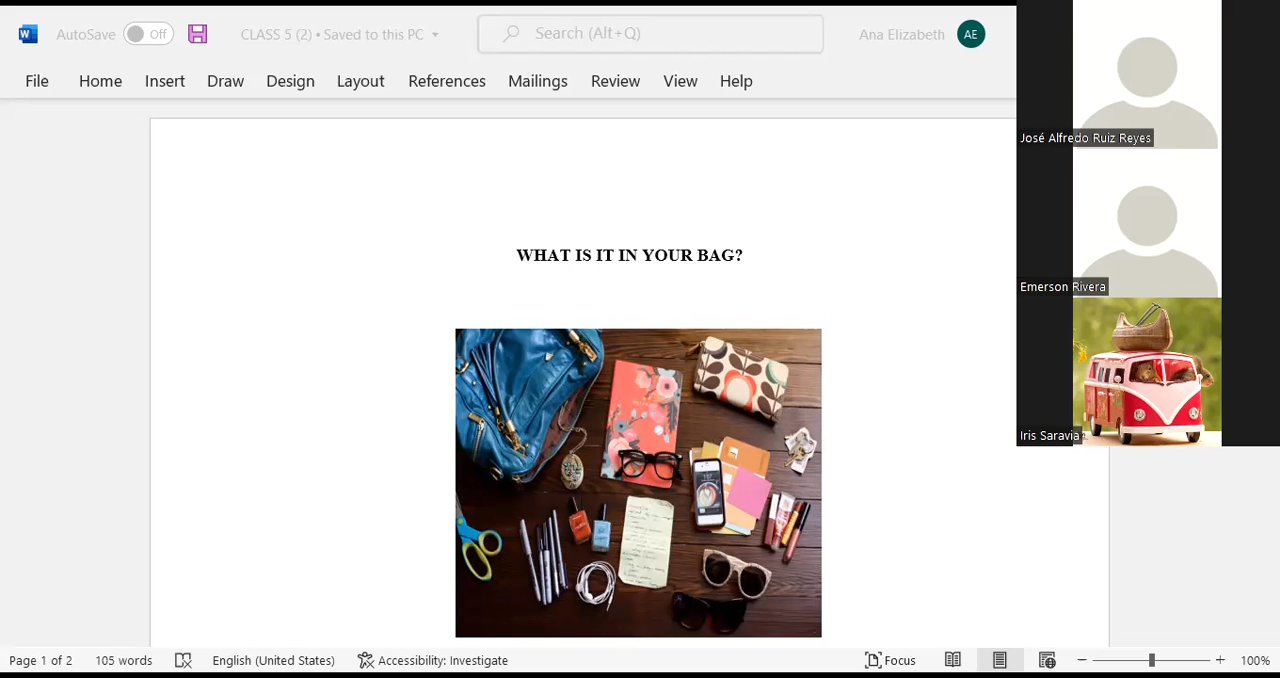 W
AutoSave Off CLASS 5 (2) • Saved to this PC Search (Alt+Q) Ana Elizabeth AE
File Home Insert Draw Design Layout References Mailings Review View Help
José Alfredo Ruiz Reyes
WHAT IS IT IN YOUR BAG?
Emerson Rivera
Iris Saravia
Page 1 of 2 105 words English (United States) Accessibility: Investigate Focus 100%